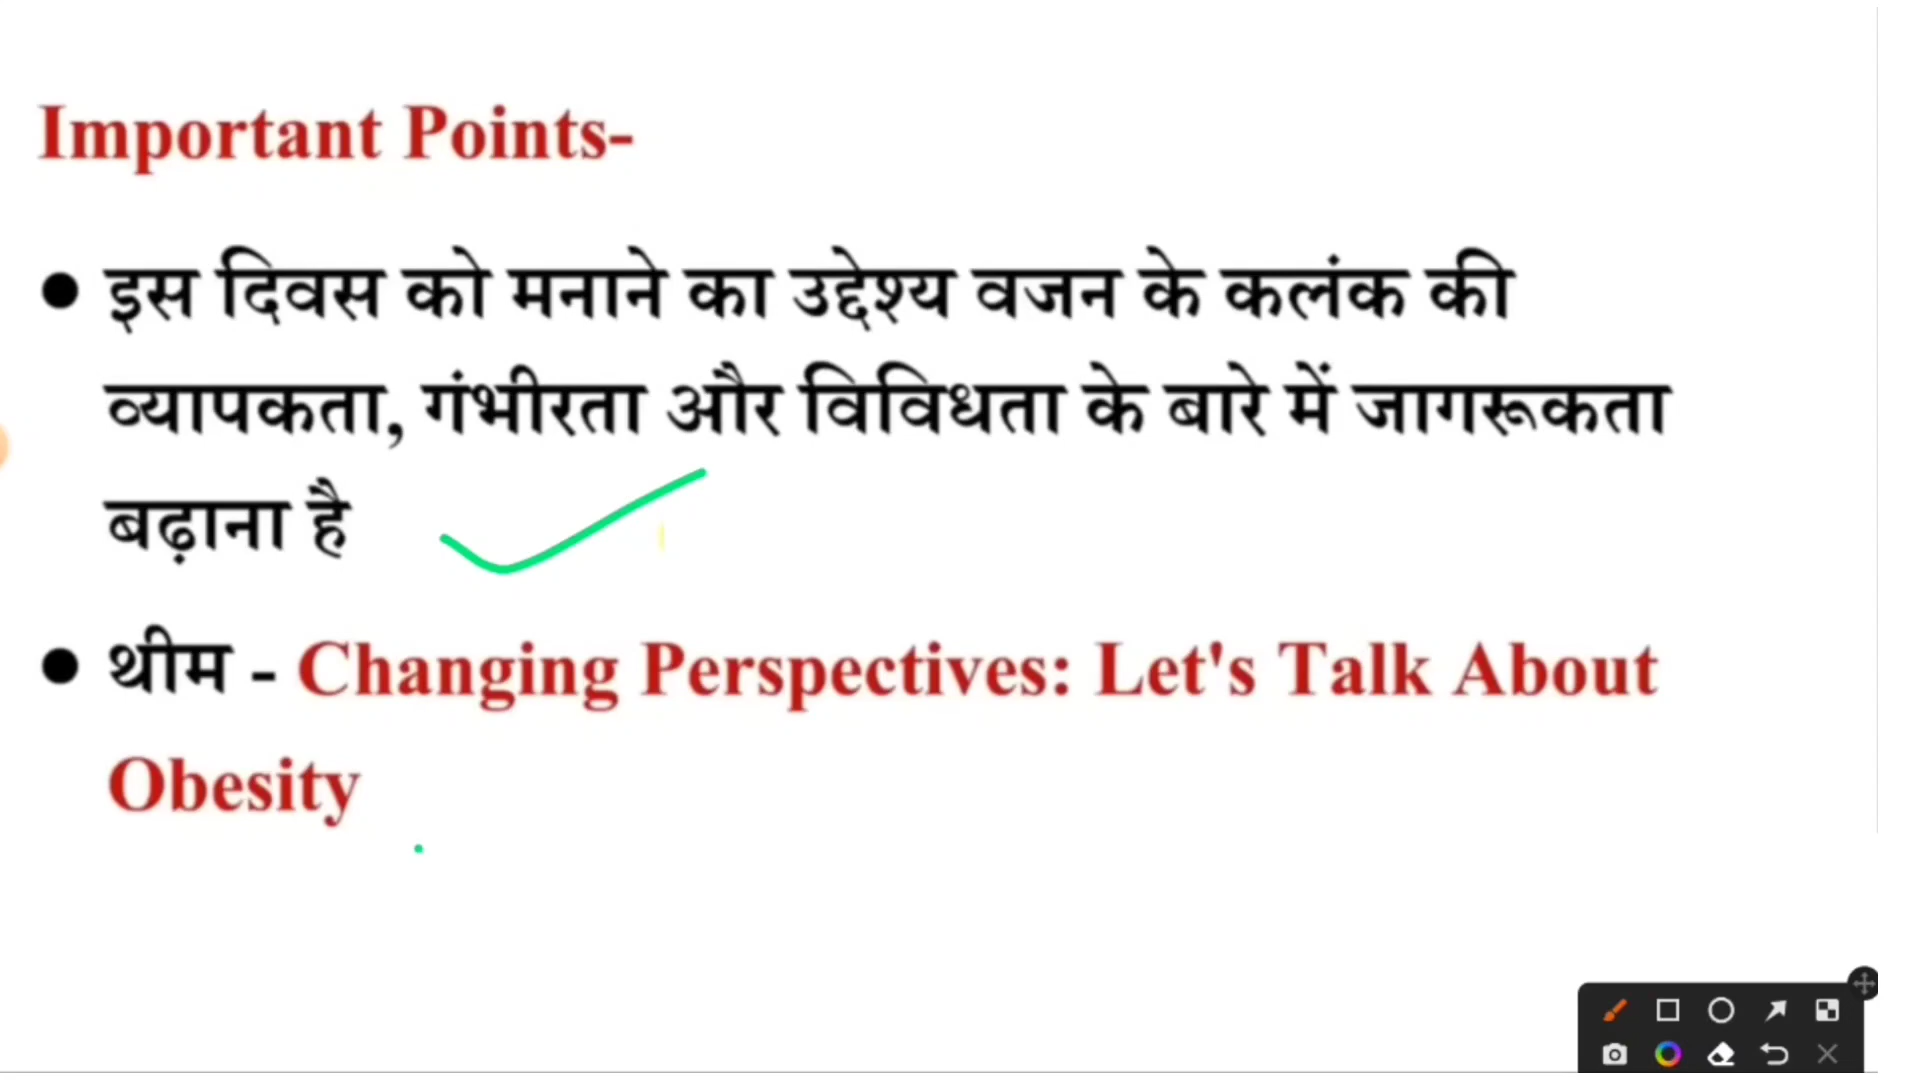 Important Points-
● इस दिवस को मनाने का उद्देश्य वजन के कलंक की
व्यापकता, गंभीरता और विविधता के बारे में जागरूकता
बढ़ाना है
● थीम - Changing Perspectives: Let's Talk About
Obesity